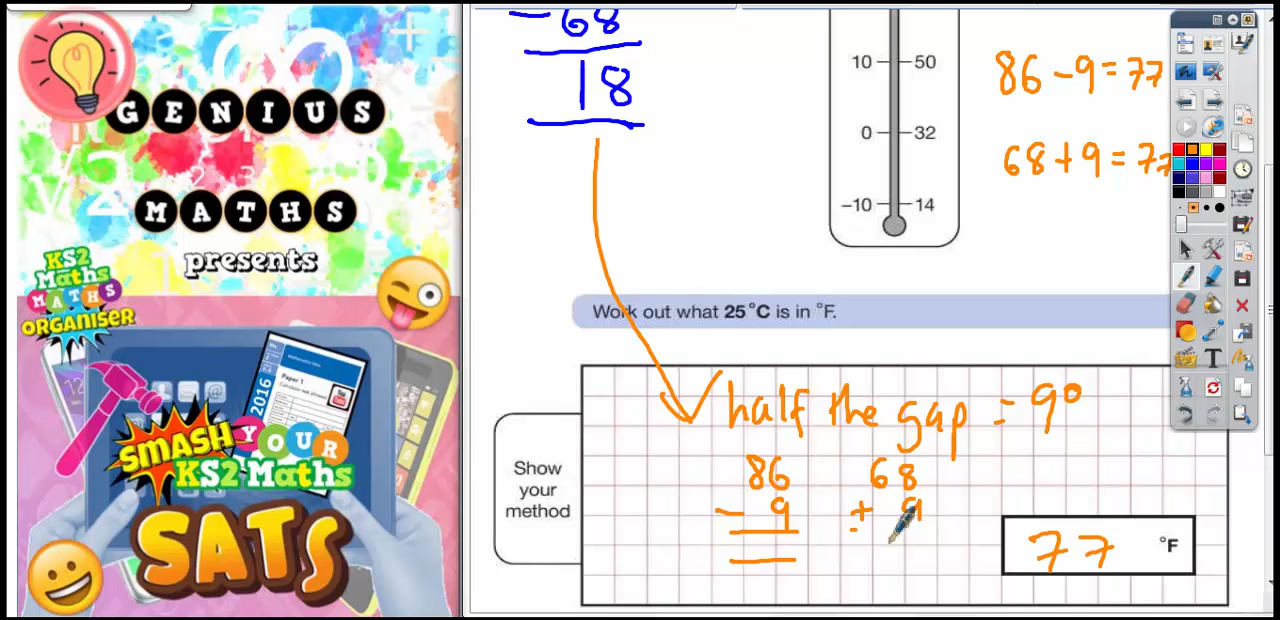 GENIUS
MATHS
presents
KS2
Maths
MATHS
ORGANISER
2016
Paper 1
SMASH YOUR
KS2 Maths
SATS
- 68
18
10 50
0 32
-10 14
86 - 9 = 77
68 + 9 = 77
Work out what 25°C is in °F.
Show
your
method
half the gap = 9°
86 68
- 9 + 9
77 °F